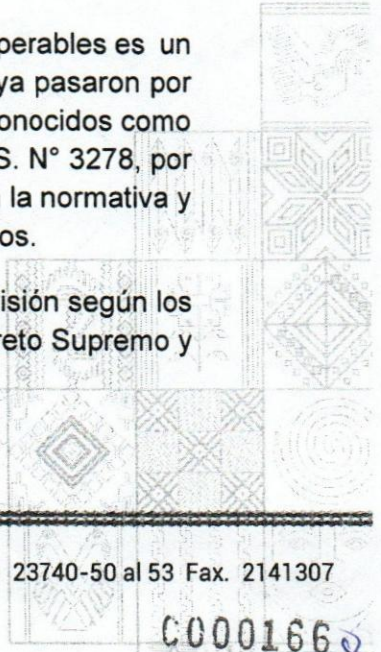 perables es un
ya pasaron por
onocidos como
S. N° 3278, por
la normativa y
os.
isión según los
reto Supremo y
23740-50 al 53 Fax. 2141307
C000166